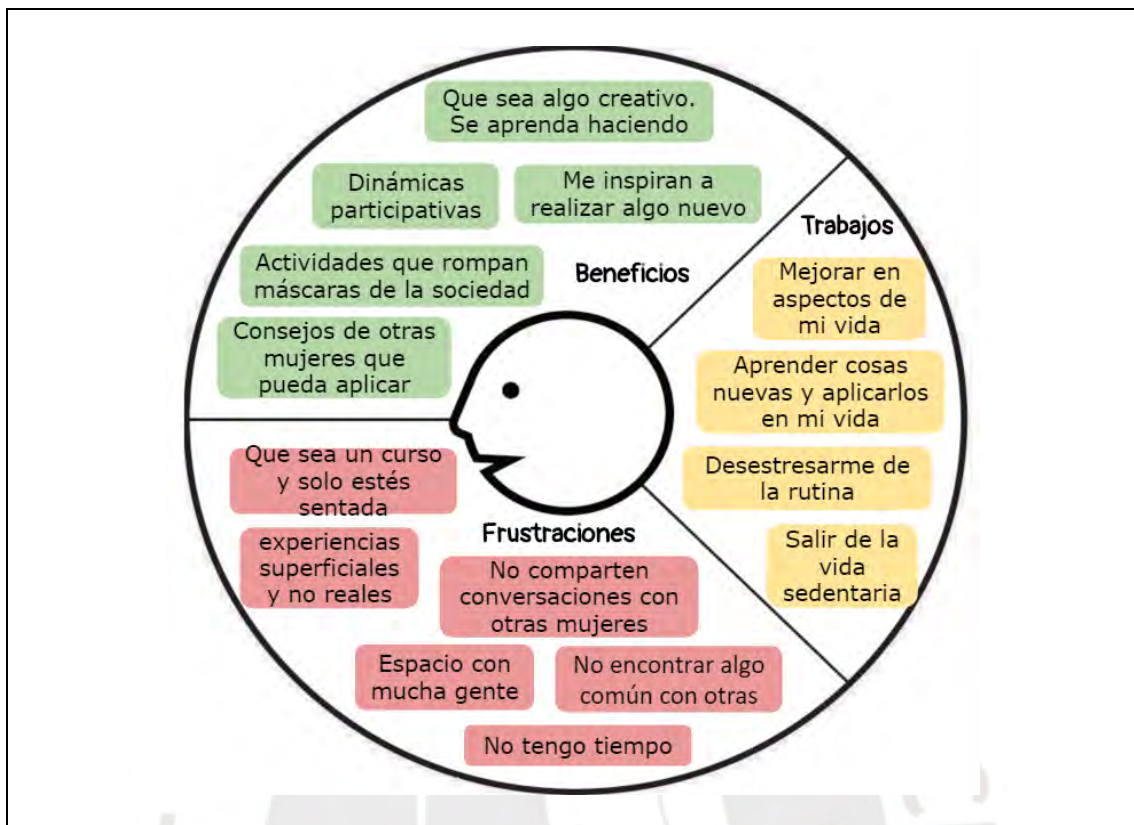 Que sea algo creativo.
Se aprenda haciendo
Dinámicas
participativas
Me inspiran a
realizar algo nuevo
Actividades que rompan
máscaras de la sociedad
Consejos de otras
mujeres que
pueda aplicar
Beneficios
Trabajos
Mejorar en
aspectos de
mi vida
Aprender cosas
nuevas y aplicarlos
en mi vida
Desestresarme de
la rutina
Salir de la
vida
sedentaria
Frustraciones
Que sea un curso
y solo estés
sentada
experiencias
superficiales
y no reales
No comparten
conversaciones con
otras mujeres
Espacio con
mucha gente
No encontrar algo
común con otras
No tengo tiempo